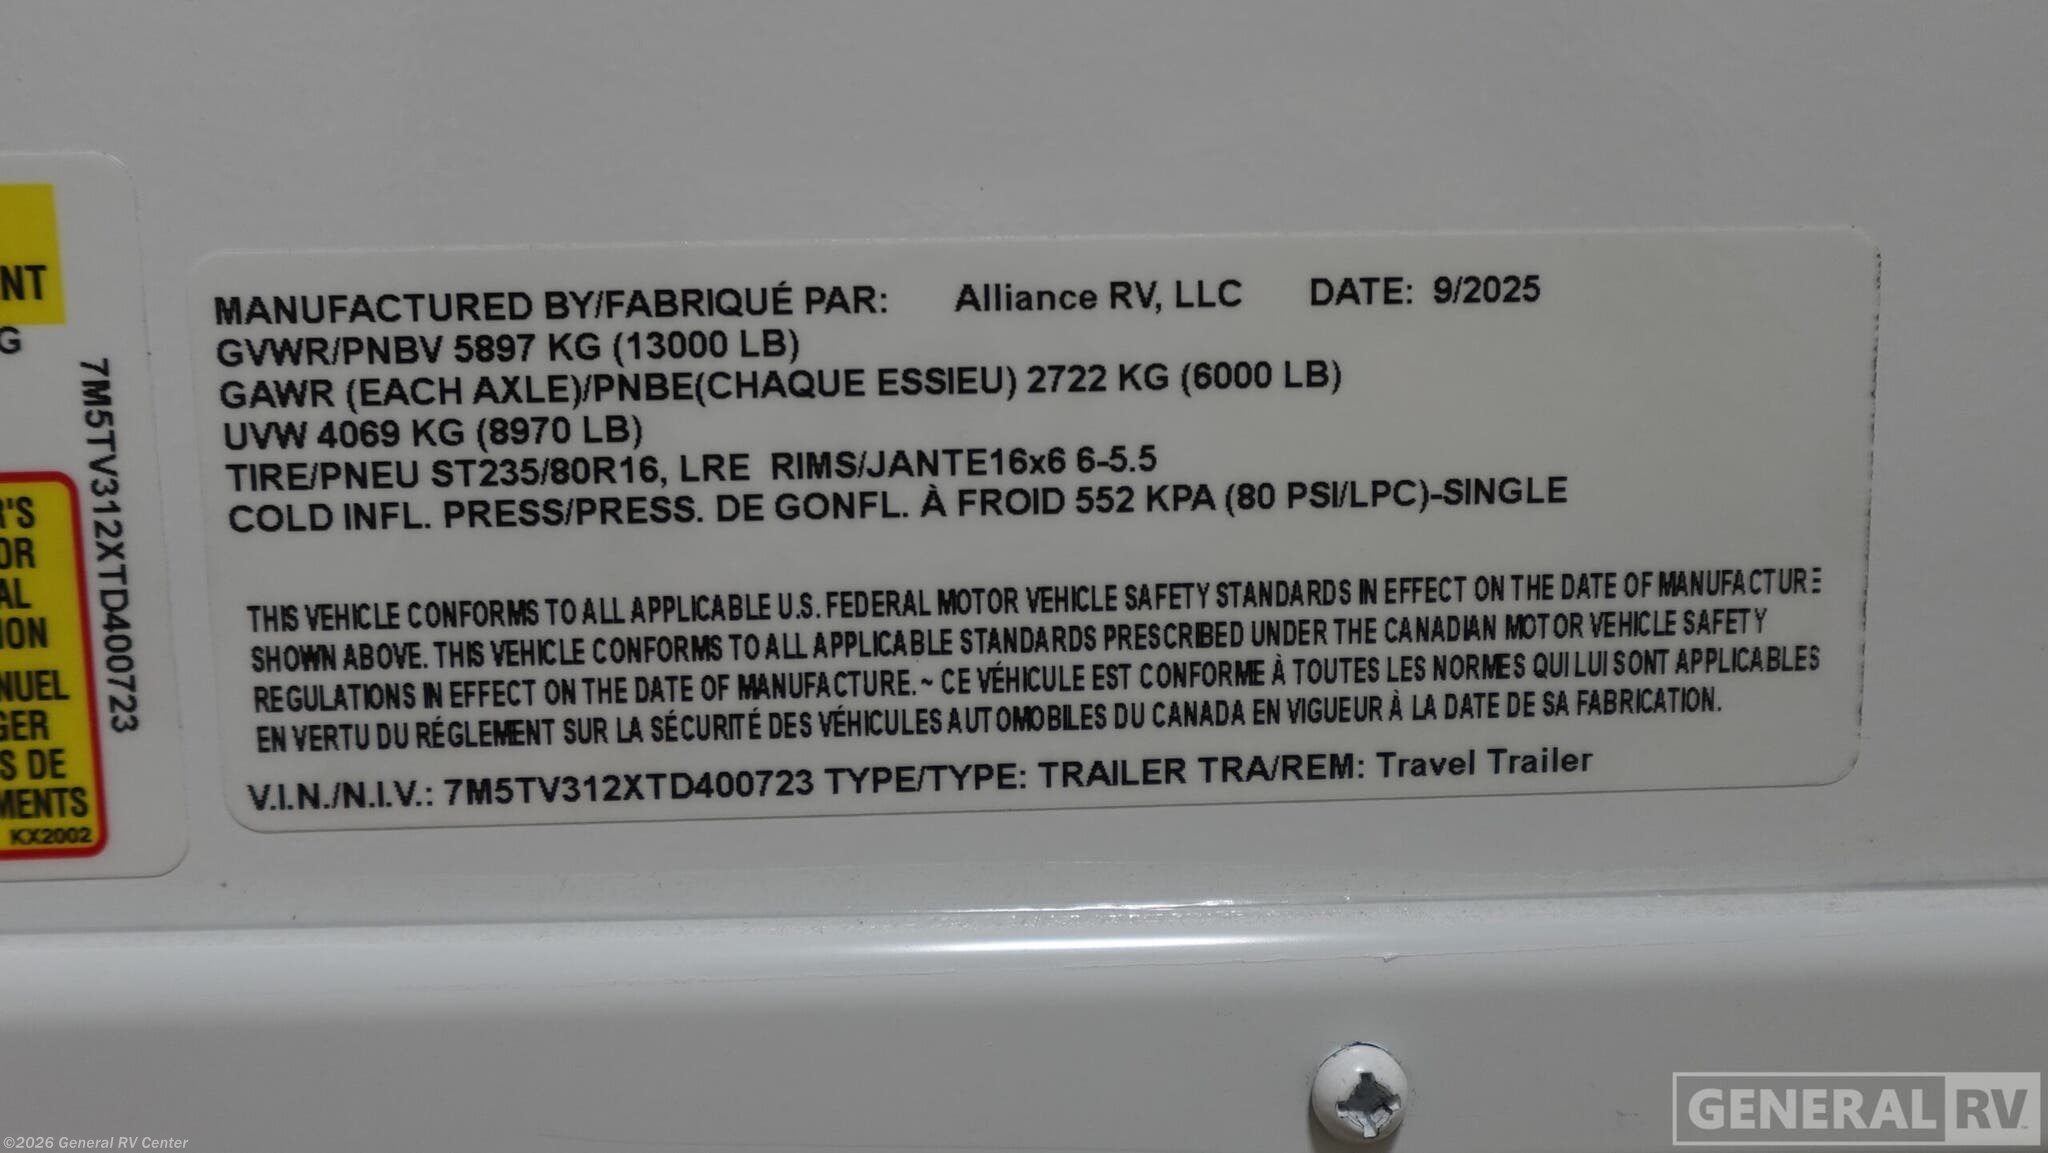 NT
G
7M5TV312XTD400723
R'S
OR
AL
ION
NUEL
GER
S DE
MENTS
KX2002
MANUFACTURED BY/FABRIQUÉ PAR: Alliance RV, LLC DATE: 9/2025
GVWR/PNBV 5897 KG (13000 LB)
GAWR (EACH AXLE)/PNBE(CHAQUE ESSIEU) 2722 KG (6000 LB)
UVW 4069 KG (8970 LB)
TIRE/PNEU ST235/80R16, LRE RIMS/JANTE16x6 6-5.5
COLD INFL. PRESS/PRESS. DE GONFL. À FROID 552 KPA (80 PSI/LPC)-SINGLE
THIS VEHICLE CONFORMS TO ALL APPLICABLE U.S. FEDERAL MOTOR VEHICLE SAFETY STANDARDS IN EFFECT ON THE DATE OF MANUFACTURE
SHOWN ABOVE. THIS VEHICLE CONFORMS TO ALL APPLICABLE STANDARDS PRESCRIBED UNDER THE CANADIAN MOTOR VEHICLE SAFETY
REGULATIONS IN EFFECT ON THE DATE OF MANUFACTURE. ~ CE VÉHICULE EST CONFORME À TOUTES LES NORMES QUI LUI SONT APPLICABLES
EN VERTU DU RÉGLEMENT SUR LA SÉCURITÉ DES VÉHICULES AUTOMOBILES DU CANADA EN VIGUEUR À LA DATE DE SA FABRICATION.
V.I.N./N.I.V.: 7M5TV312XTD400723 TYPE/TYPE: TRAILER TRA/REM: Travel Trailer
GENERAL RV
©2026 General RV Center